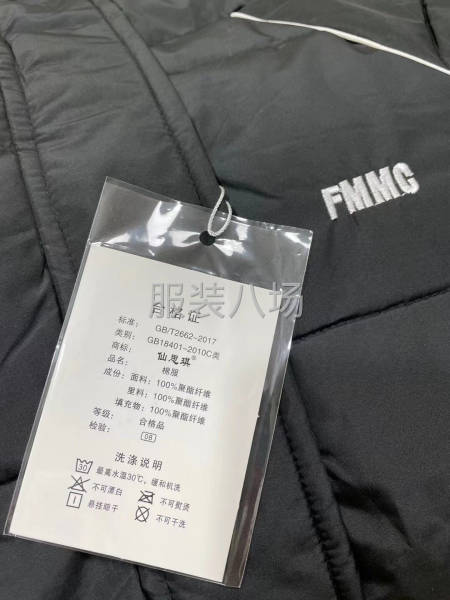 FMMC
服装八场
合格证
标准: GB/T2662-2017
类别: GB18401-2010C类
商标: 仙思琪®
品名: 棉服
成份: 面料: 100%聚酯纤维
里料: 100%聚酯纤维
填充物: 100%聚酯纤维
等级: 合格品
检验: 08
洗涤说明
30 最高水温30℃, 缓和机洗
不可漂白 不可熨烫
悬挂晾干 不可干洗